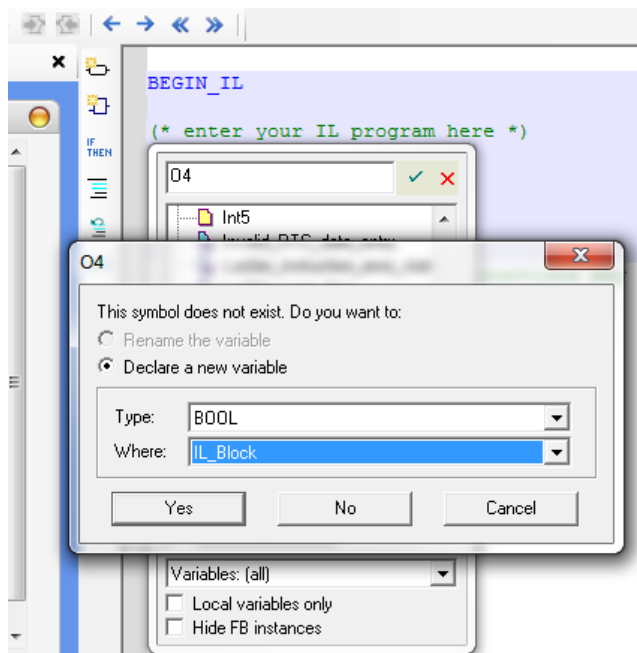 BEGIN_IL
IF
THEN
(* enter your IL program here *)
O4
Int5
O4
This symbol does not exist. Do you want to:
Rename the variable
Declare a new variable
Type: BOOL
Where: IL_Block
Yes No Cancel
Variables: (all)
Local variables only
Hide FB instances